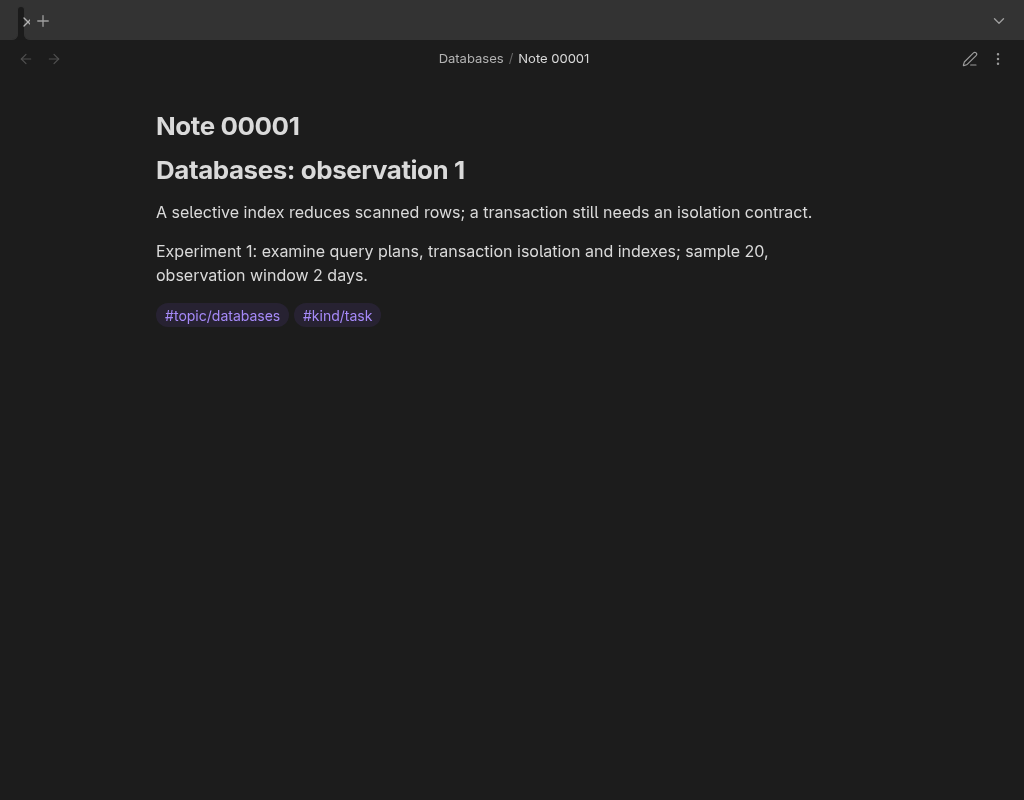 Databases / Note 00001
Note 00001
Databases: observation 1
A selective index reduces scanned rows; a transaction still needs an isolation contract.
Experiment 1: examine query plans, transaction isolation and indexes; sample 20,
observation window 2 days.
#topic/databases #kind/task